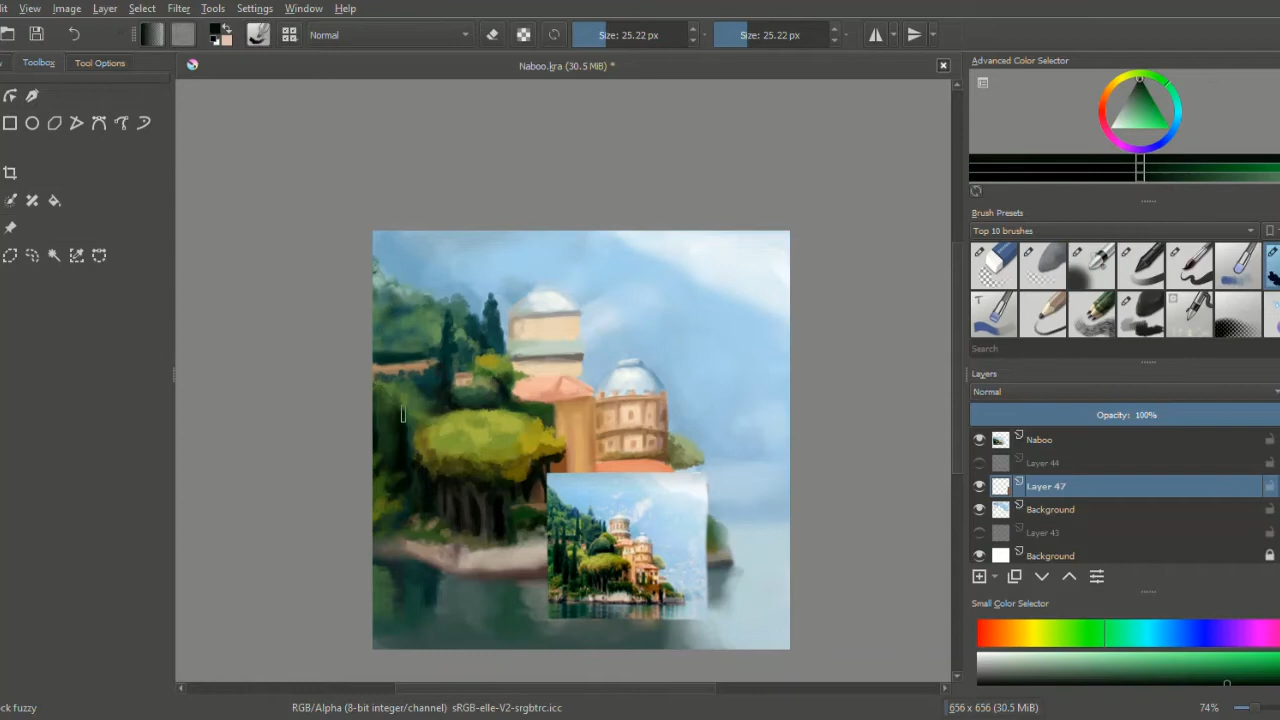 it View Image Layer Select Filter Tools Settings Window Help
Normal
Size: 25.22 px
Size: 25.22 px
Toolbox
Tool Options
Naboo.kra (30.5 MiB) *
Advanced Color Selector
Brush Presets
Top 10 brushes
Search
Layers
Normal
Opacity: 100%
Naboo
Layer 44
Layer 47
Background
Layer 43
Background
Small Color Selector
ck fuzzy
RGB/Alpha (8-bit integer/channel) sRGB-elle-V2-srgbtrc.icc
656 x 656 (30.5 MiB)
74%